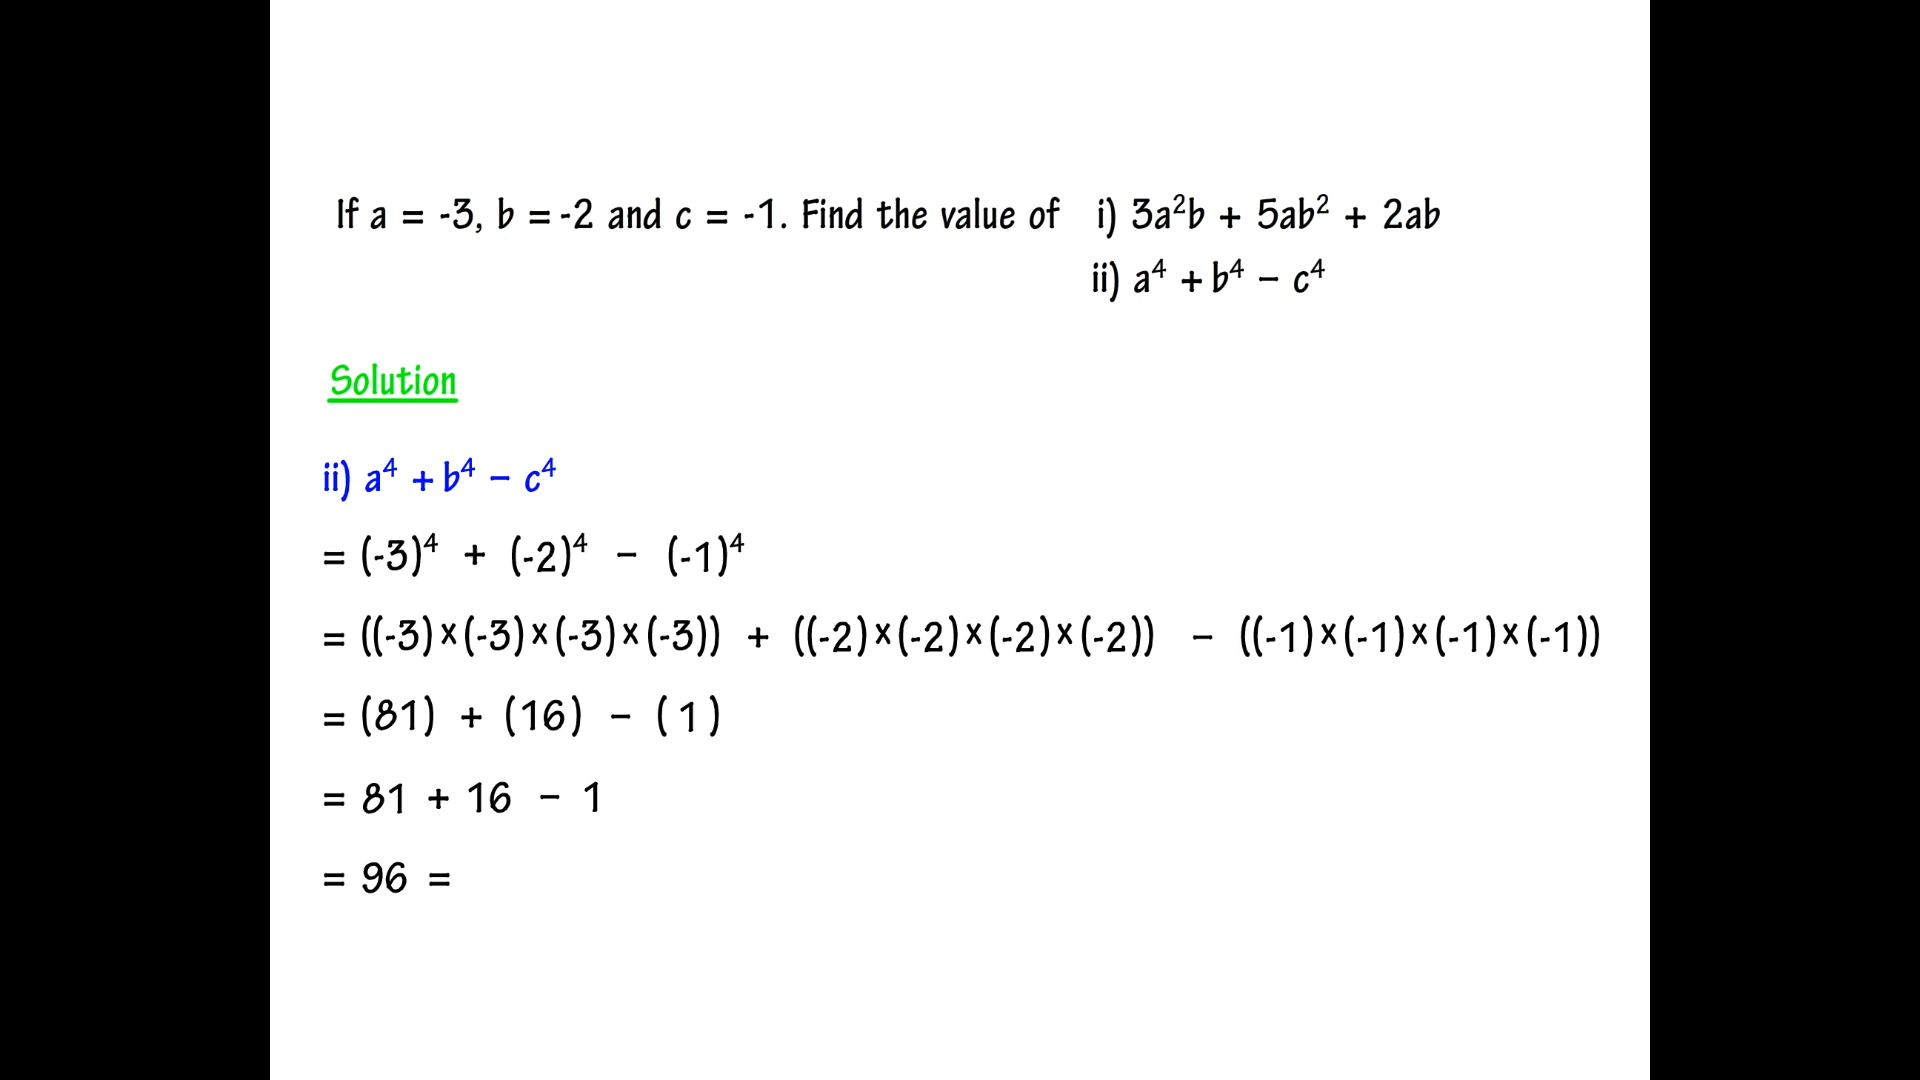 If a = -3, b = -2 and c = -1. Find the value of i) 3a²b + 5ab² + 2ab
ii) a⁴ + b⁴ − c⁴
Solution
ii) a⁴ + b⁴ − c⁴
= (-3)⁴ + (-2)⁴ − (-1)⁴
= ((-3)×(-3)×(-3)×(-3)) + ((-2)×(-2)×(-2)×(-2)) − ((-1)×(-1)×(-1)×(-1))
= (81) + (16) − ( 1 )
= 81 + 16 − 1
= 96 =